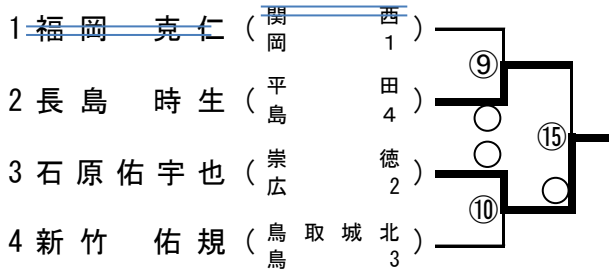 1 福岡 克仁 (関西 岡1)
⑨
2 長島 時生 (平田 島4)
○
⑮
3 石原佑宇也 (崇徳 広2)
○
○
⑩
4 新竹 佑規 (鳥取城北 鳥3)